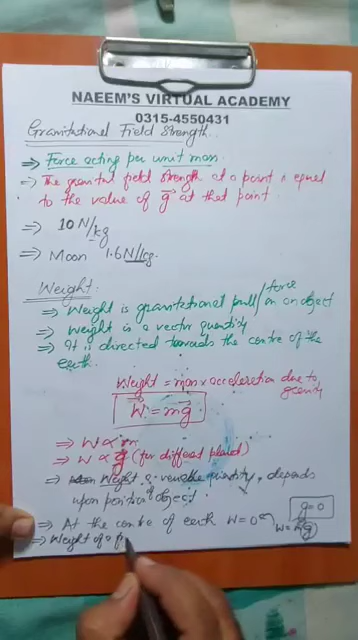 NAEEM'S VIRTUAL ACADEMY
0315-4550431
Gravitational Field Strength
⇒ Force acting per unit mass.
⇒ The gravital field strength at a point is equal
to the value of g⃗ at that point
⇒ 10 N/kg
⇒ Moon 1.6 N/kg
Weight:
⇒ Weight is gravitational pull/force on an object
⇒ Weight is a vector quantity
⇒ It is directed towards the centre of the
earth.
Weight = mass × acceleration due to
gravity
W⃗ = mg⃗
⇒ W ∝ m
⇒ W ∝ g (for different planet)
⇒ Weight is variable quantity, depends
upon position of object
g = 0
⇒ At the centre of earth W = 0
W = mg
⇒ Weight of a